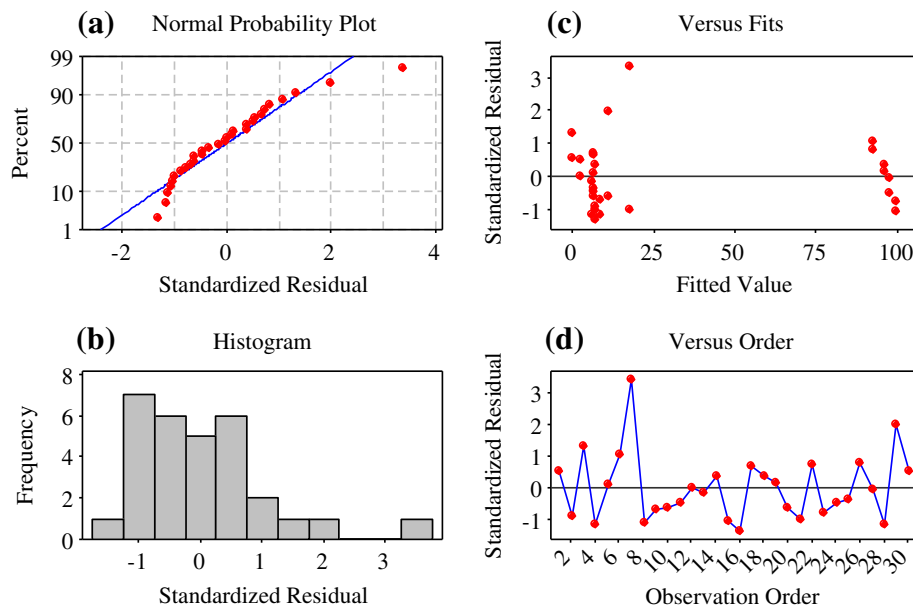 (a) Normal Probability Plot
Percent
99
90
50
10
1
-2 0 2 4
Standardized Residual
(c) Versus Fits
Standardized Residual
3
2
1
0
-1
0 25 50 75 100
Fitted Value
(b) Histogram
Frequency
8
6
4
2
0
-1 0 1 2 3
Standardized Residual
(d) Versus Order
Standardized Residual
3
2
1
0
-1
2 4 6 8 10 12 14 16 18 20 22 24 26 28 30
Observation Order